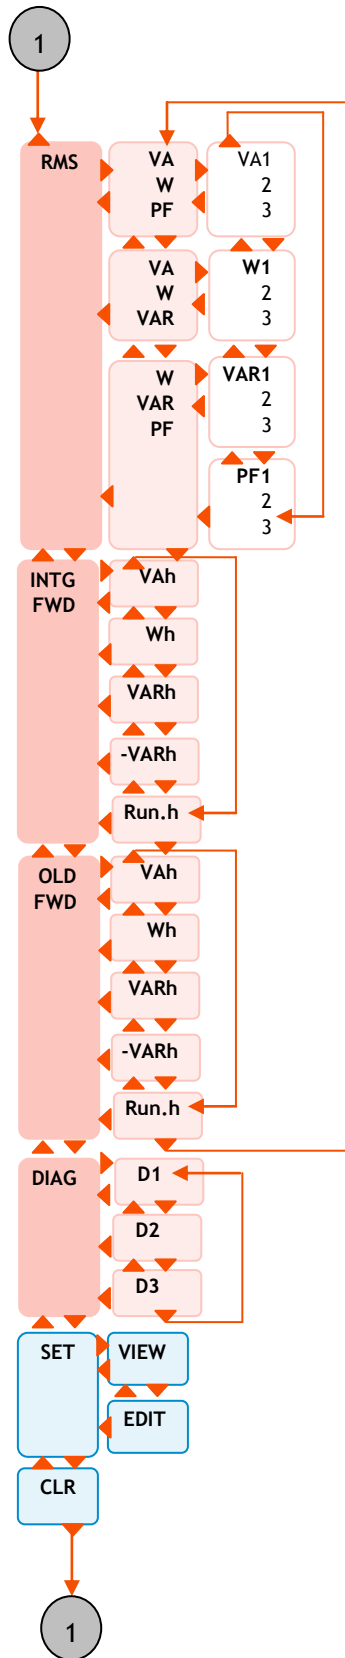 1
RMS
VA
W
PF
VA1
2
3
VA
W
VAR
W1
2
3
W
VAR
PF
VAR1
2
3
PF1
2
3
INTG
FWD
VAh
Wh
VARh
-VARh
Run.h
OLD
FWD
VAh
Wh
VARh
-VARh
Run.h
DIAG
D1
D2
D3
SET
VIEW
EDIT
CLR
1